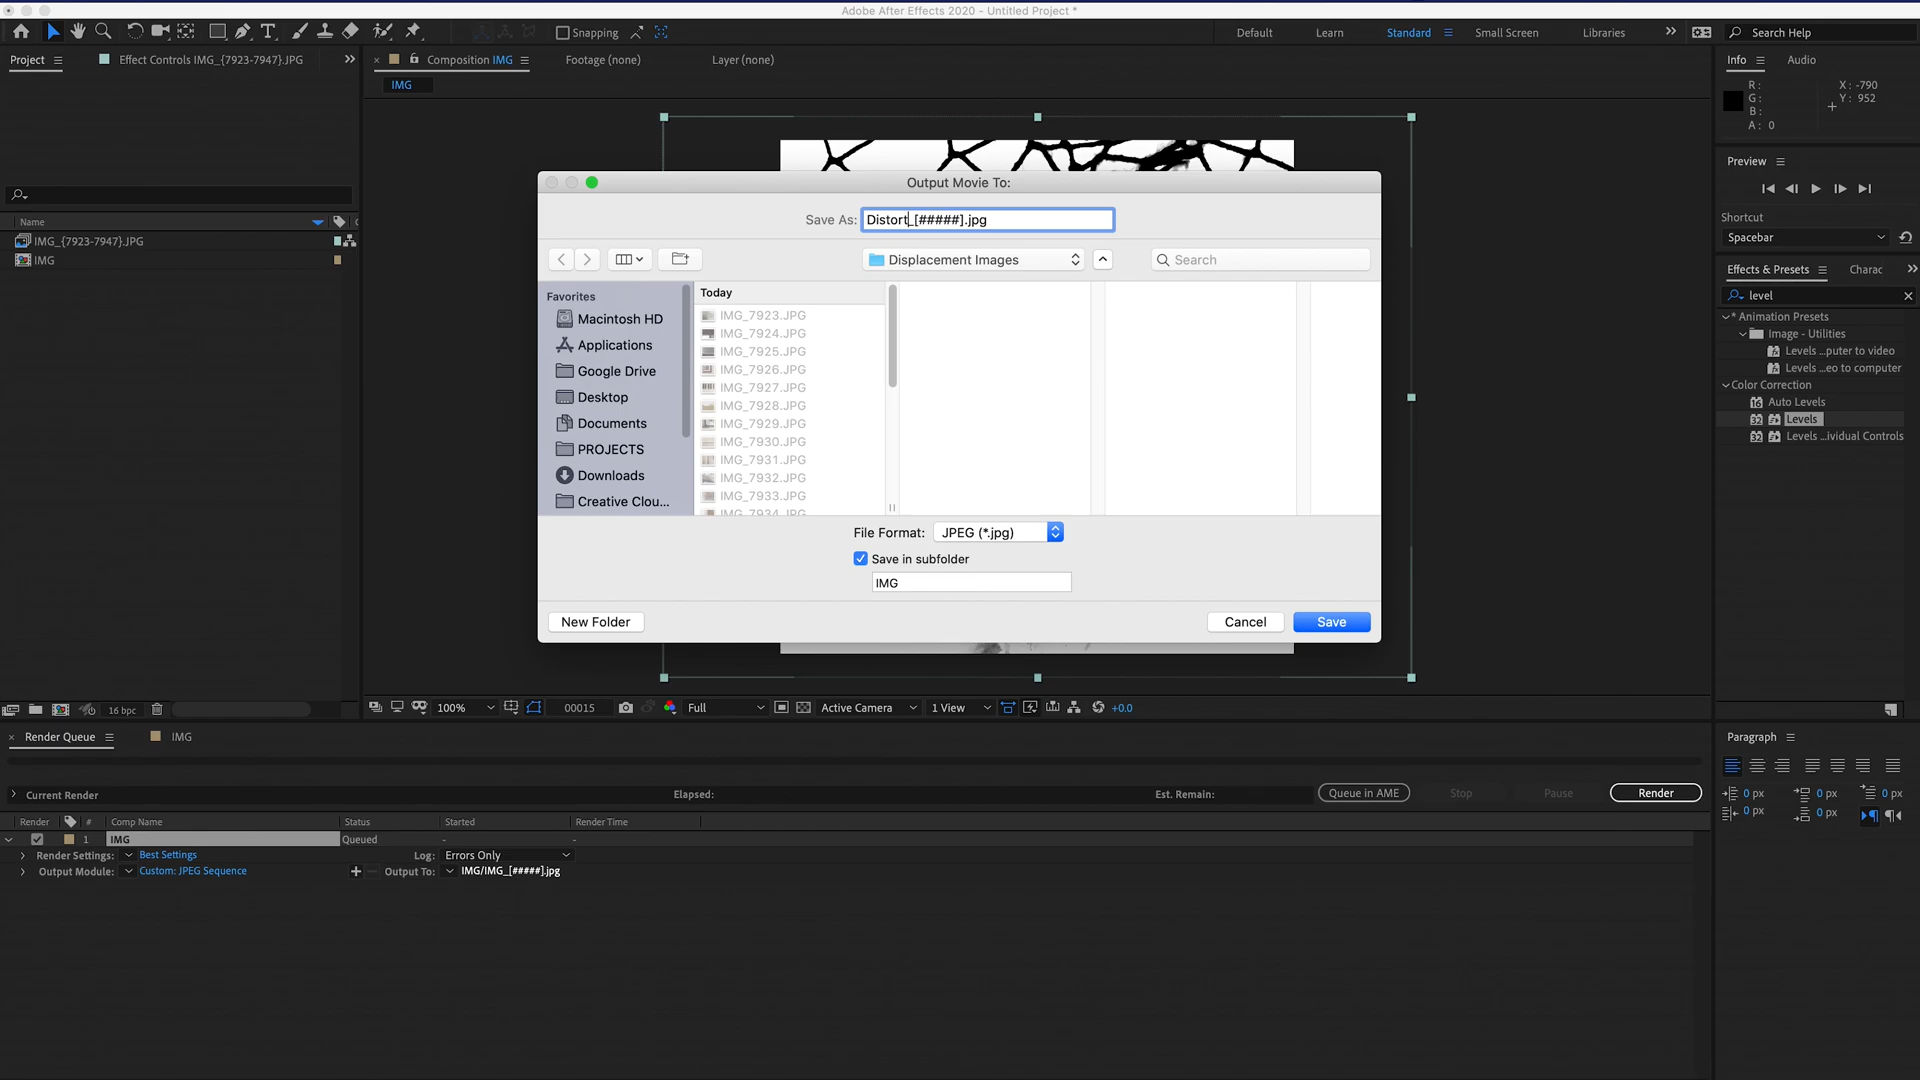 Adobe After Effects 2020 - Untitled Project *
Snapping
Default
Learn
Standard
Small Screen
Libraries
Search Help
Project
Effect Controls IMG_{7923-7947}.JPG
Composition IMG
Footage (none)
Layer (none)
IMG
Info
Audio
R :
G :
B :
A : 0
X : -790
Y : 952
Output Movie To:
Save As: Distort_[#####].jpg
Displacement Images
Search
Favorites
Macintosh HD
Applications
Google Drive
Desktop
Documents
PROJECTS
Downloads
Creative Clou...
Today
IMG_7923.JPG
IMG_7924.JPG
IMG_7925.JPG
IMG_7926.JPG
IMG_7927.JPG
IMG_7928.JPG
IMG_7929.JPG
IMG_7930.JPG
IMG_7931.JPG
IMG_7932.JPG
IMG_7933.JPG
IMG_7934.JPG
File Format: JPEG (*.jpg)
Save in subfolder
IMG
New Folder
Cancel
Save
Name
IMG_{7923-7947}.JPG
IMG
Preview
Shortcut
Spacebar
Effects & Presets
Charac
level
* Animation Presets
Image - Utilities
Levels ...puter to video
Levels ...eo to computer
Color Correction
16 Auto Levels
32 Levels
32 Levels ...ividual Controls
16 bpc
100%
00015
Full
Active Camera
1 View
+0.0
Render Queue
IMG
Current Render
Elapsed:
Est. Remain:
Queue in AME
Stop
Pause
Render
Render
#
Comp Name
Status
Started
Render Time
1
IMG
Queued
-
-
Render Settings: Best Settings
Log: Errors Only
Output Module: Custom: JPEG Sequence
Output To: IMG/IMG_[#####].jpg
Paragraph
0 px
0 px
0 px
0 px
0 px